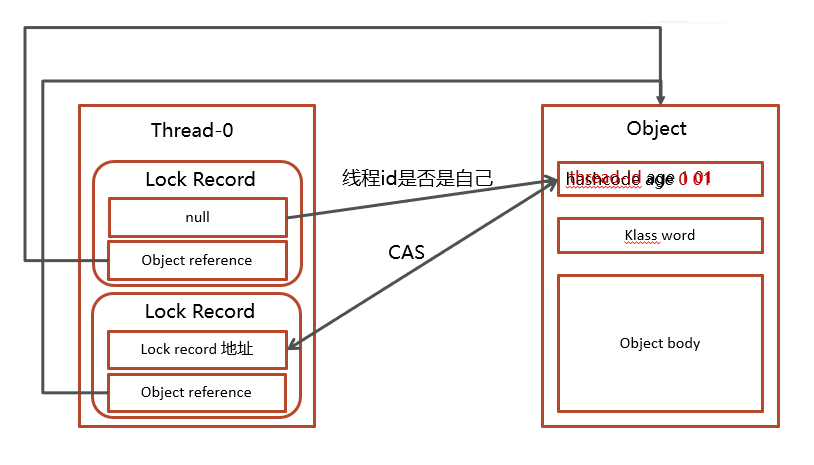 Thread-0
Lock Record
null
Object reference
Lock Record
Lock record 地址
Object reference
线程id是否是自己
CAS
Object
thread-Id age 1 01
hashcode age 0 01
Klass word
Object body